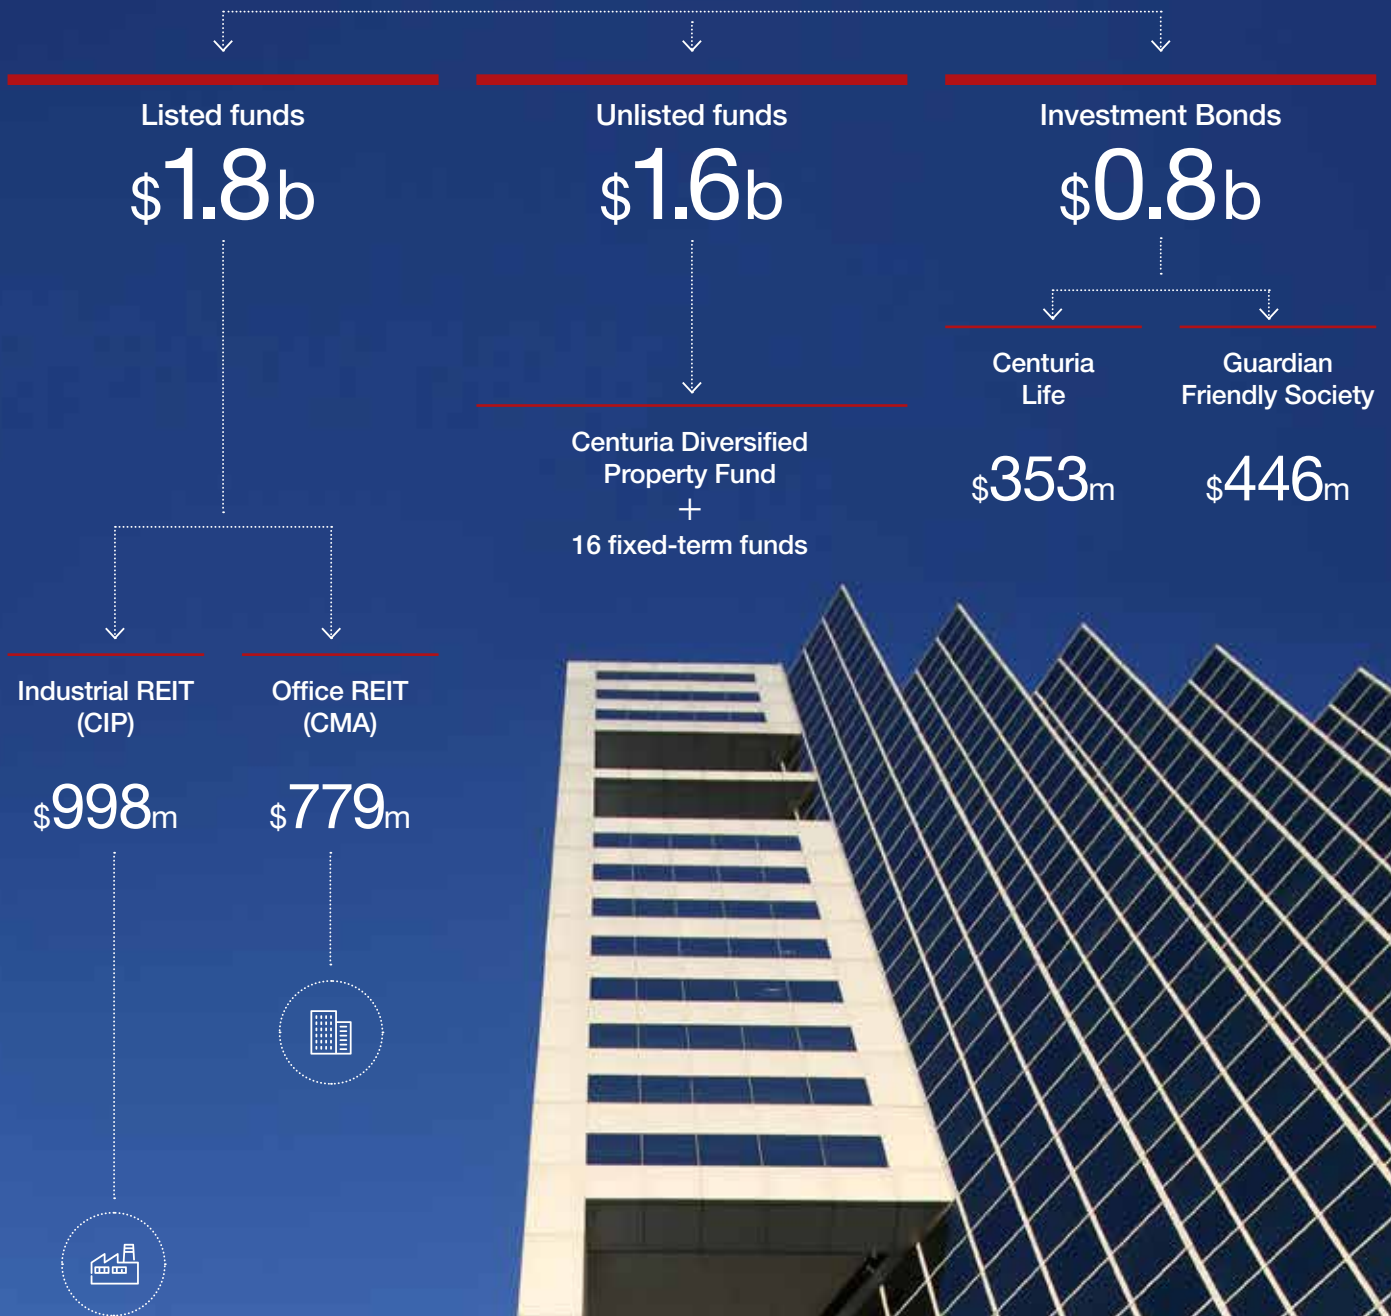 Listed funds
$1.8b
Unlisted funds
$1.6b
Investment Bonds
$0.8b
Centuria
Life
$353m
Guardian
Friendly Society
$446m
Centuria Diversified
Property Fund
+
16 fixed-term funds
Industrial REIT
(CIP)
$998m
Office REIT
(CMA)
$779m